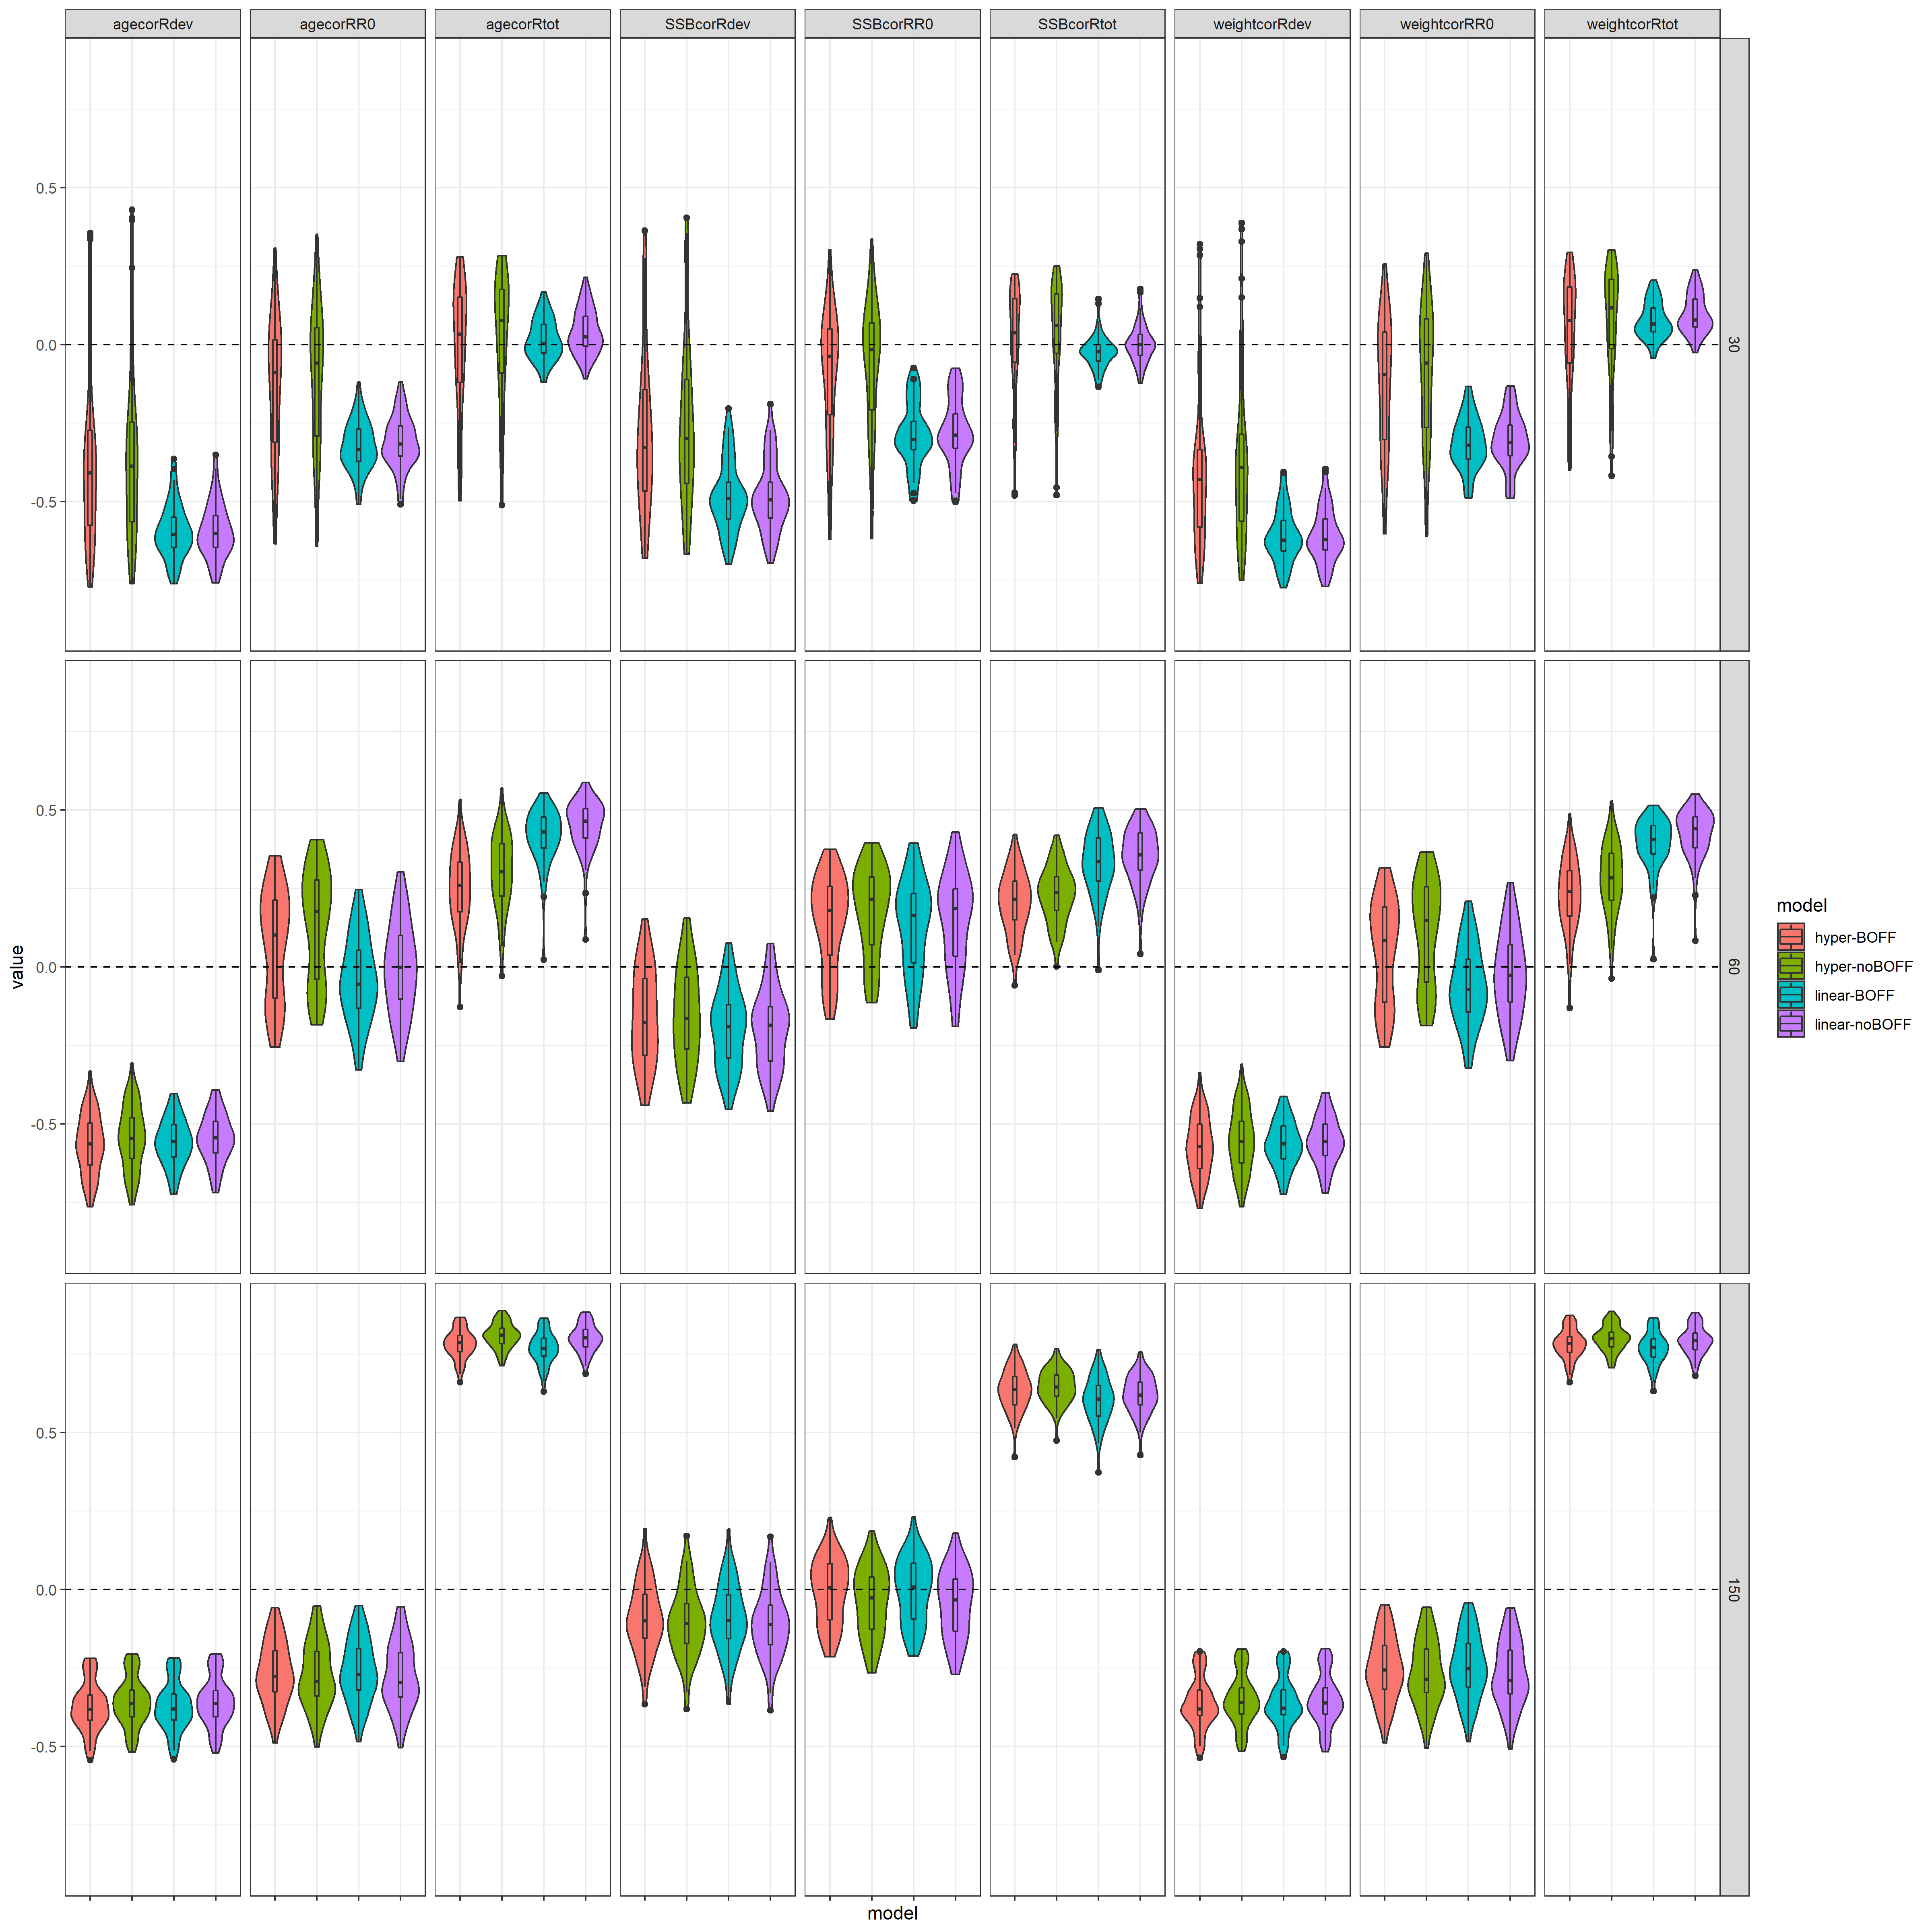 agecorRdev agecorRR0 agecorRtot SSBcorRdev SSBcorRR0 SSBcorRtot weightcorRdev weightcorRR0 weightcorRtot
0.5
0.0
-0.5
30
0.5
0.0
-0.5
60
0.5
0.0
-0.5
150
value
model
model
hyper-BOFF
hyper-noBOFF
linear-BOFF
linear-noBOFF